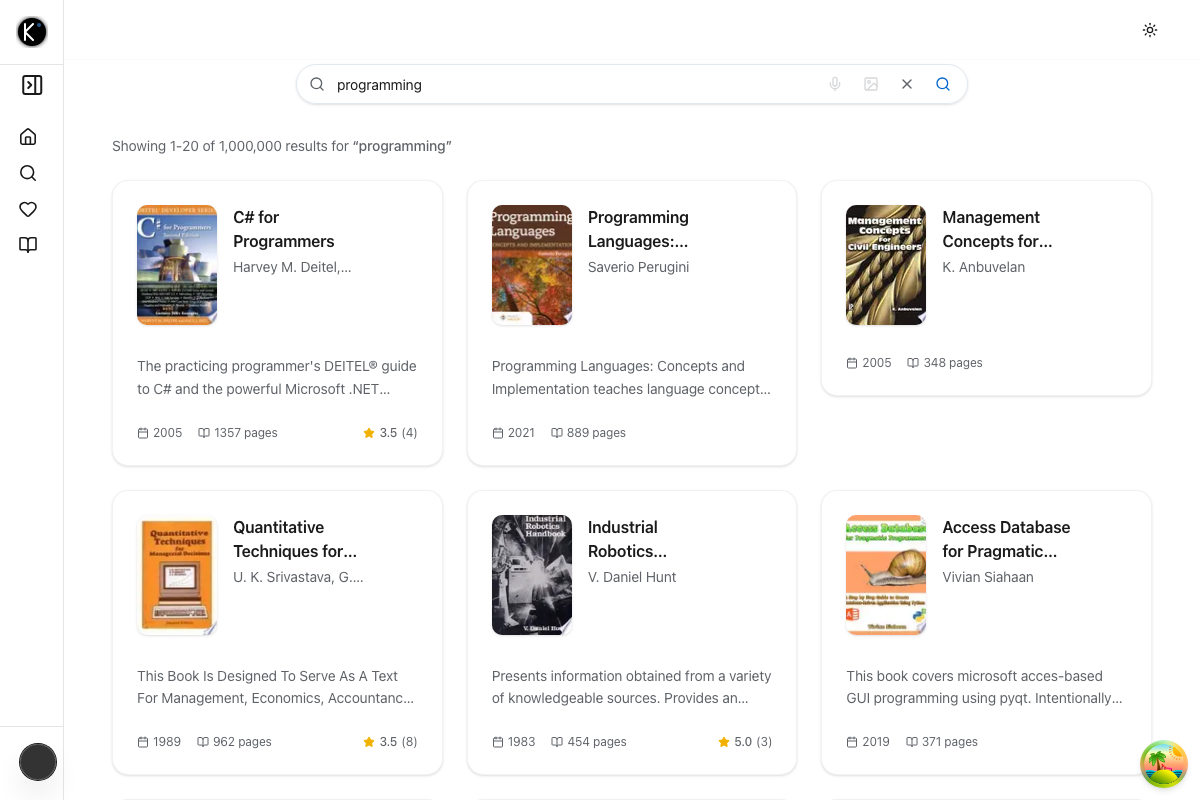 K
programming
Showing 1-20 of 1,000,000 results for “programming”
C# for Programmers Second Edition
C# for
Programmers
Harvey M. Deitel,...
The practicing programmer's DEITEL® guide
to C# and the powerful Microsoft .NET...
2005 1357 pages 3.5 (4)
Programming
Languages
CONCEPTS AND IMPLEMENTATION
Programming
Languages:...
Saverio Perugini
Programming Languages: Concepts and
Implementation teaches language concept...
2021 889 pages
Management
Concepts
For
Civil Engineers
K. Anbuvelan
Management
Concepts for...
K. Anbuvelan
2005 348 pages
Quantitative
Techniques
for
Managerial Decisions
Quantitative
Techniques for...
U. K. Srivastava, G....
This Book Is Designed To Serve As A Text
For Management, Economics, Accountanc...
1989 962 pages 3.5 (8)
Industrial
Robotics
Handbook
V. Daniel Hunt
Industrial
Robotics...
V. Daniel Hunt
Presents information obtained from a variety
of knowledgeable sources. Provides an...
1983 454 pages 5.0 (3)
Access Database
for Pragmatic Programmer
Vivian Siahaan
Access Database
for Pragmatic...
Vivian Siahaan
This book covers microsoft acces-based
GUI programming using pyqt. Intentionally...
2019 371 pages